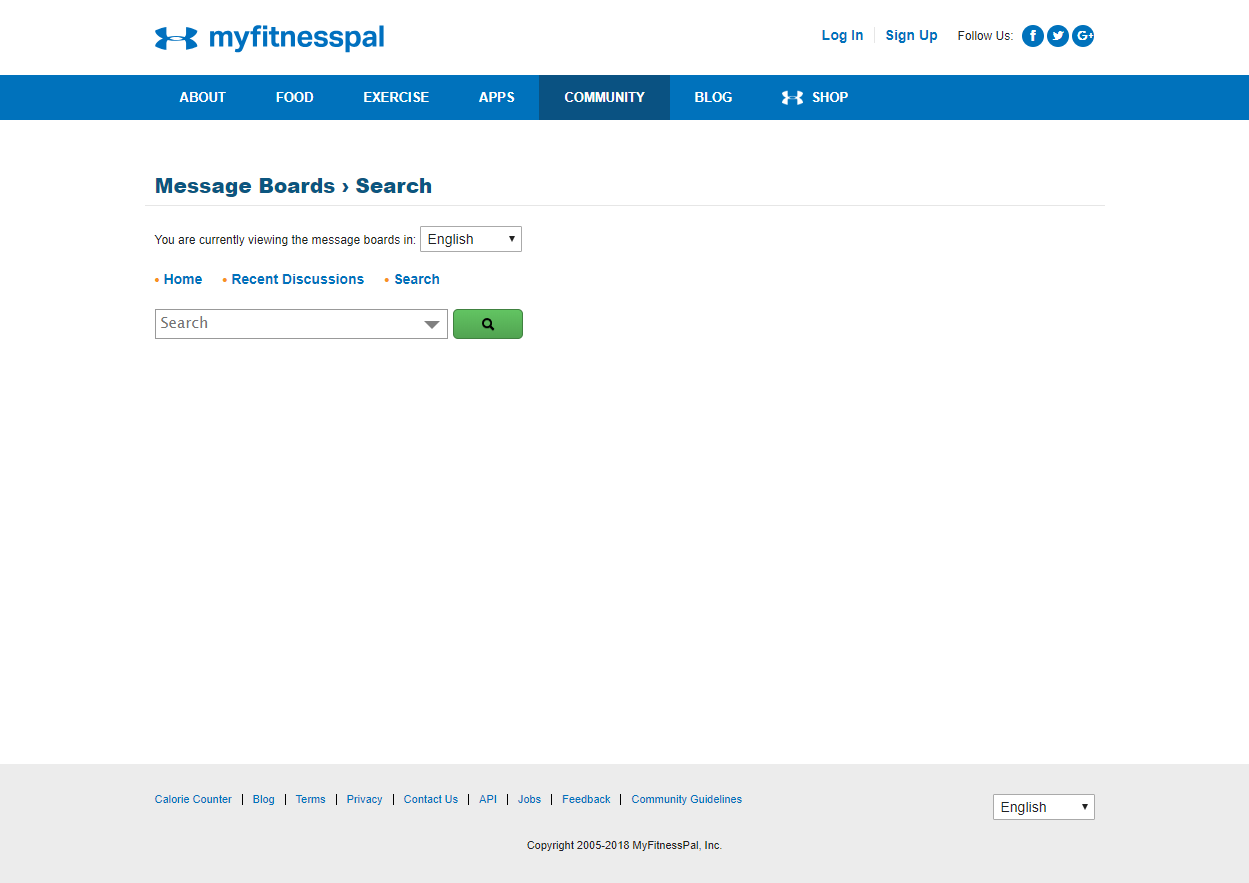 myfitnesspal
Log In Sign Up Follow Us:
ABOUT FOOD EXERCISE APPS COMMUNITY BLOG SHOP
Message Boards › Search
You are currently viewing the message boards in: English
• Home • Recent Discussions • Search
Search
Calorie Counter | Blog | Terms | Privacy | Contact Us | API | Jobs | Feedback | Community Guidelines
English
Copyright 2005-2018 MyFitnessPal, Inc.